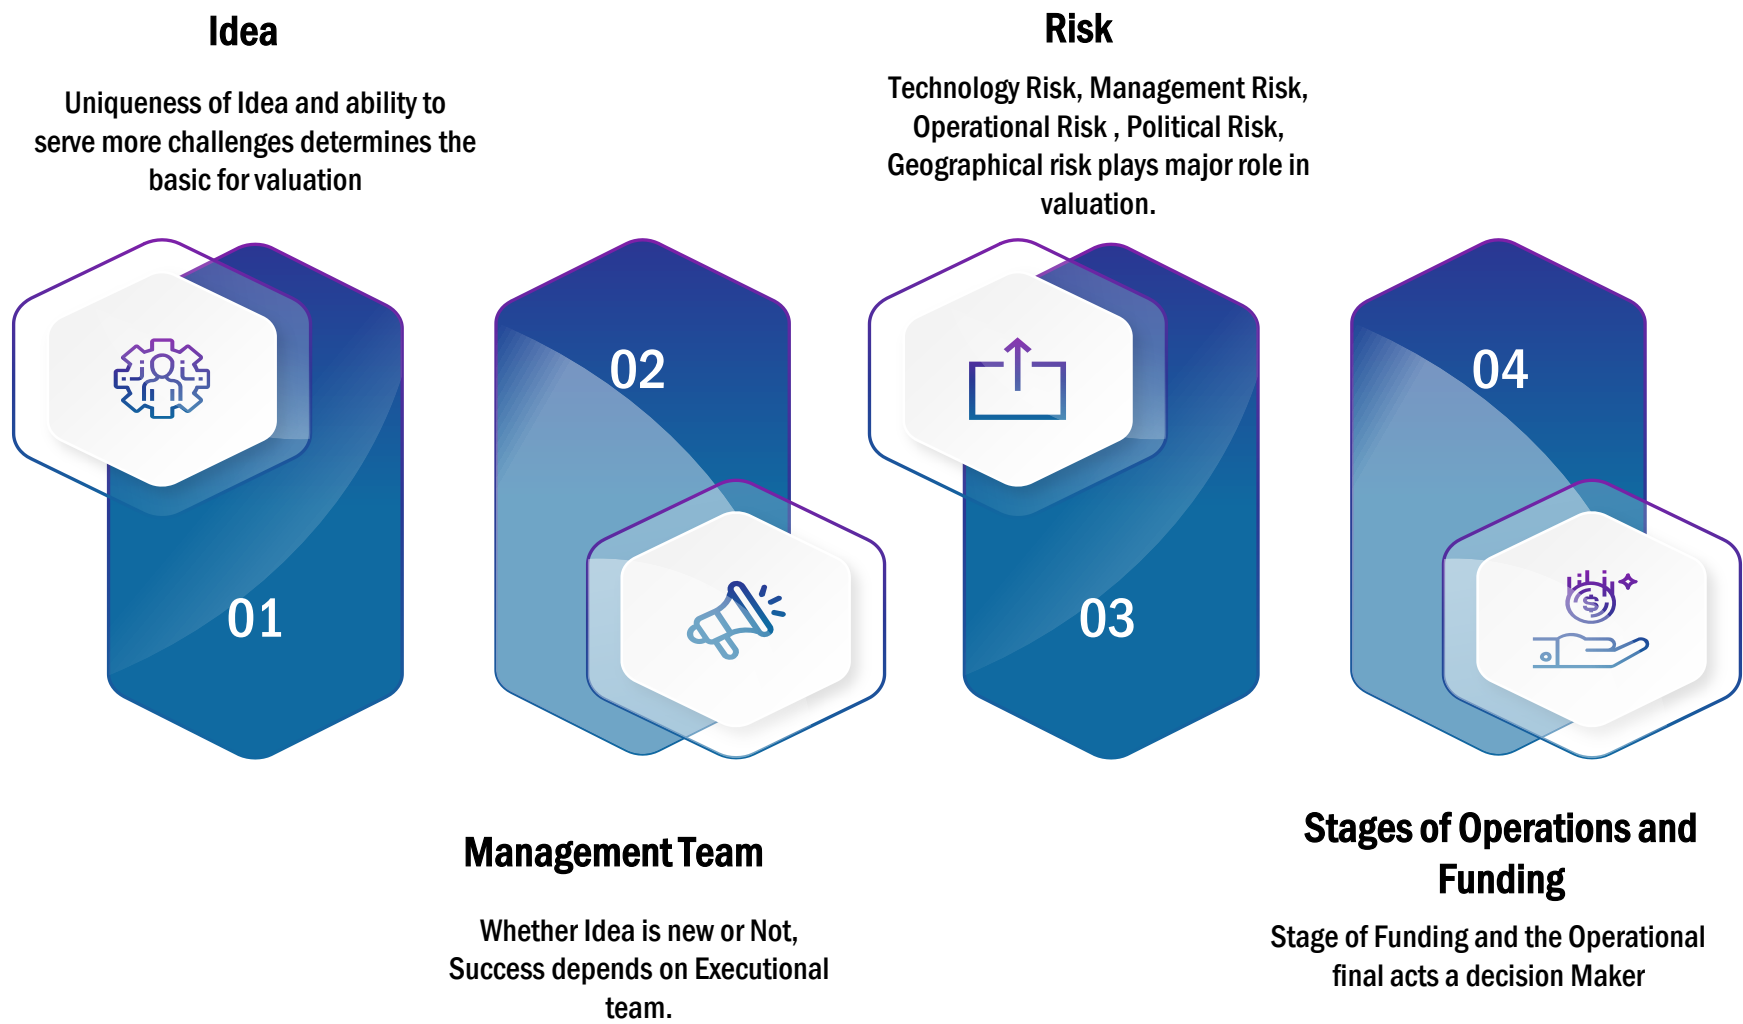 Idea
Uniqueness of Idea and ability to
serve more challenges determines the
basic for valuation
01
02
Management Team
Whether Idea is new or Not,
Success depends on Executional
team.
Risk
Technology Risk, Management Risk,
Operational Risk , Political Risk,
Geographical risk plays major role in
valuation.
03
04
Stages of Operations and
Funding
Stage of Funding and the Operational
final acts a decision Maker